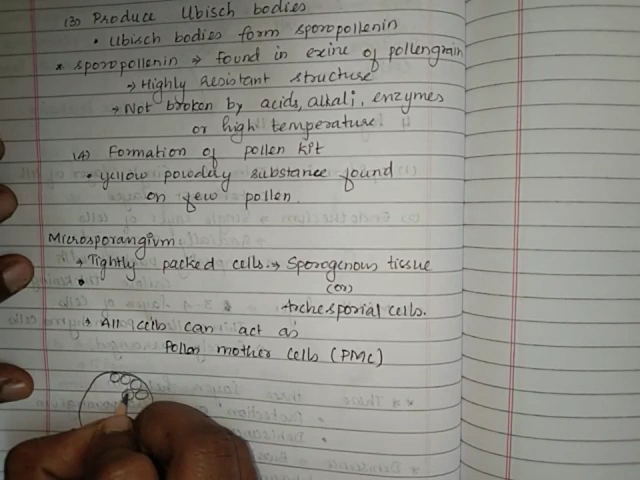 (3) Produce Ubisch bodies
• Ubisch bodies form sporopollenin
* sporopollenin → found in exine of pollengrain
→ Highly Resistant structure
→ Not broken by acids, alkali, enzymes
or high temperature
(4) Formation of pollen kit
• yellow powdery substance found
on few pollen
Microsporangium:
→ Tightly packed cells → Sporogenous tissue
(or)
Archesporial cells.
→ All cells can act as
Pollen mother cells (PMC)